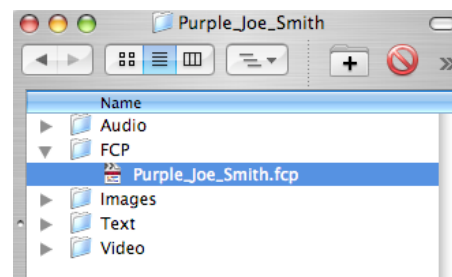 Purple_Joe_Smith
Name
Audio
FCP
Purple_Joe_Smith.fcp
Images
Text
Video